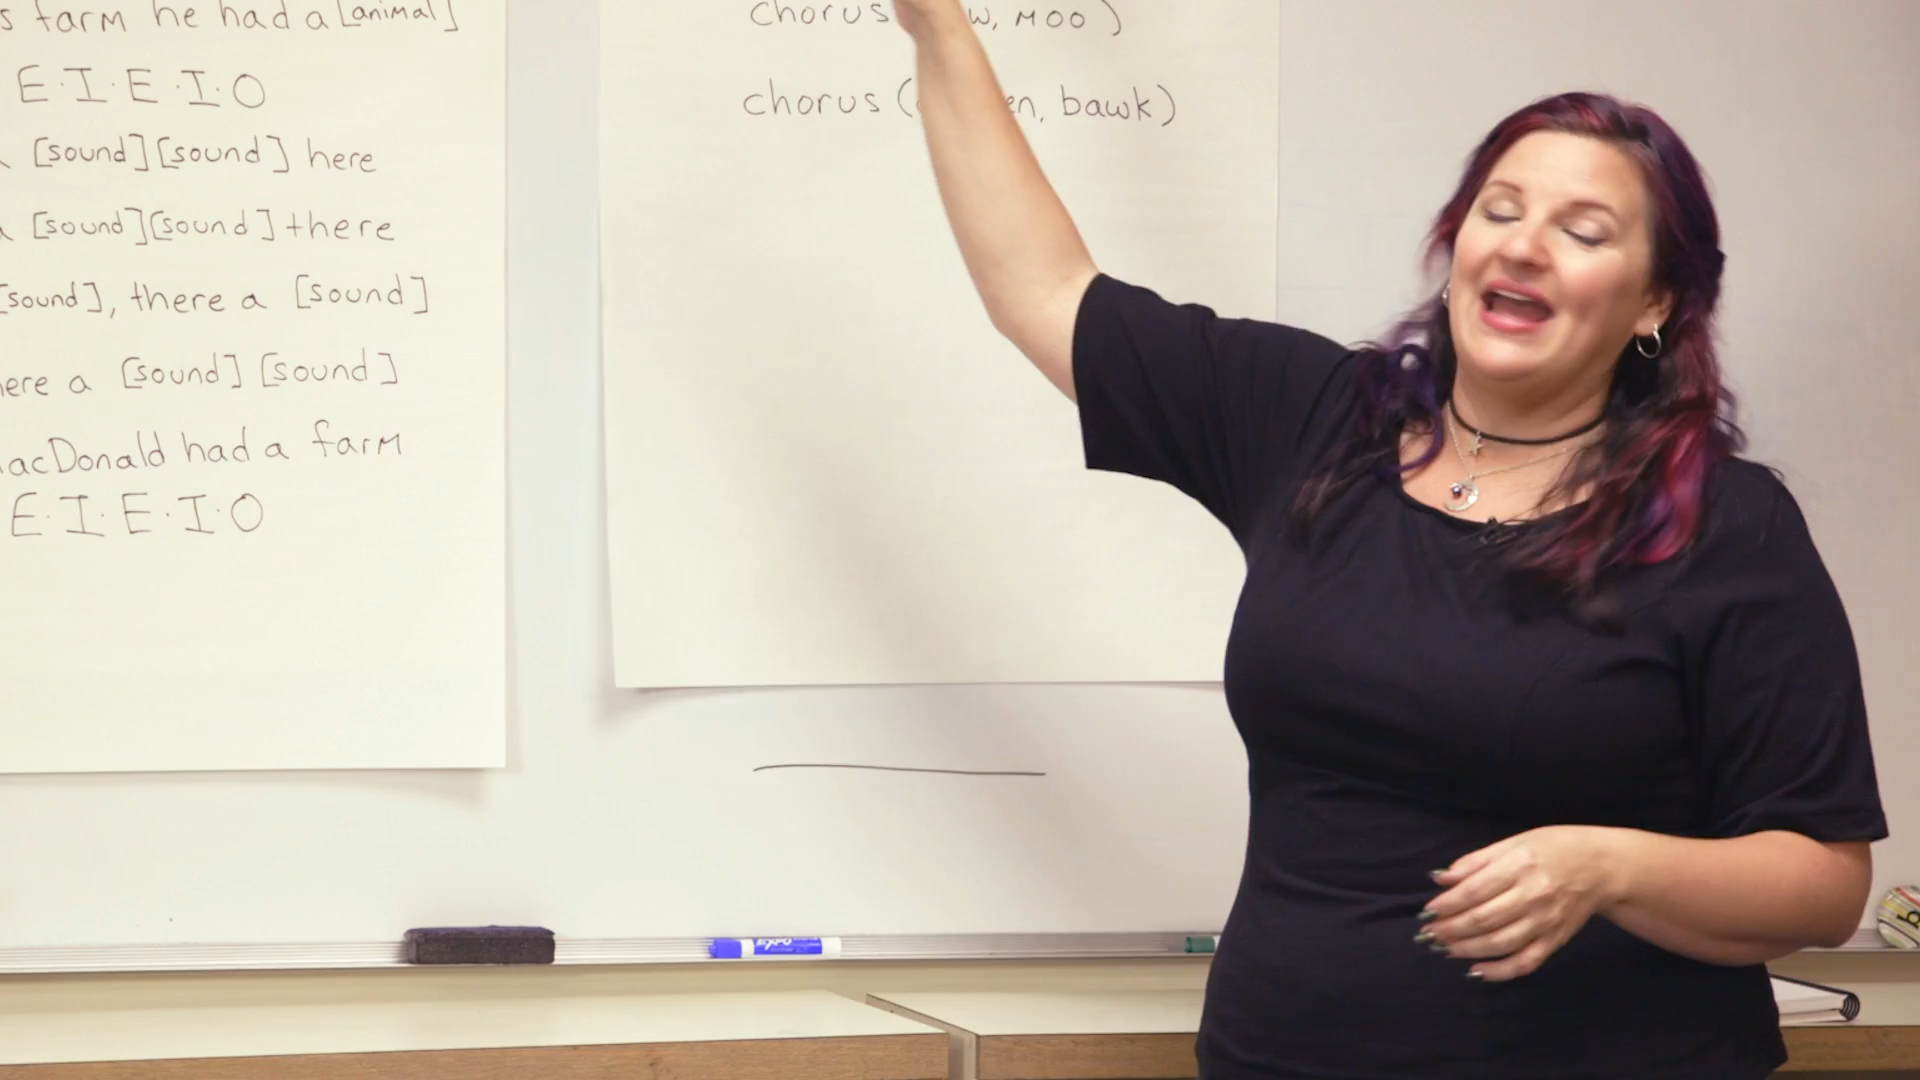 s farm he had a [animal]
E.I.E.I.O
[sound][sound] here
[sound][sound] there
[sound], there a [sound]
ere a [sound] [sound]
acDonald had a farm
E.I.E.I.O
chorus w, MOO )
chorus ( en, bawk)
EXPO
b